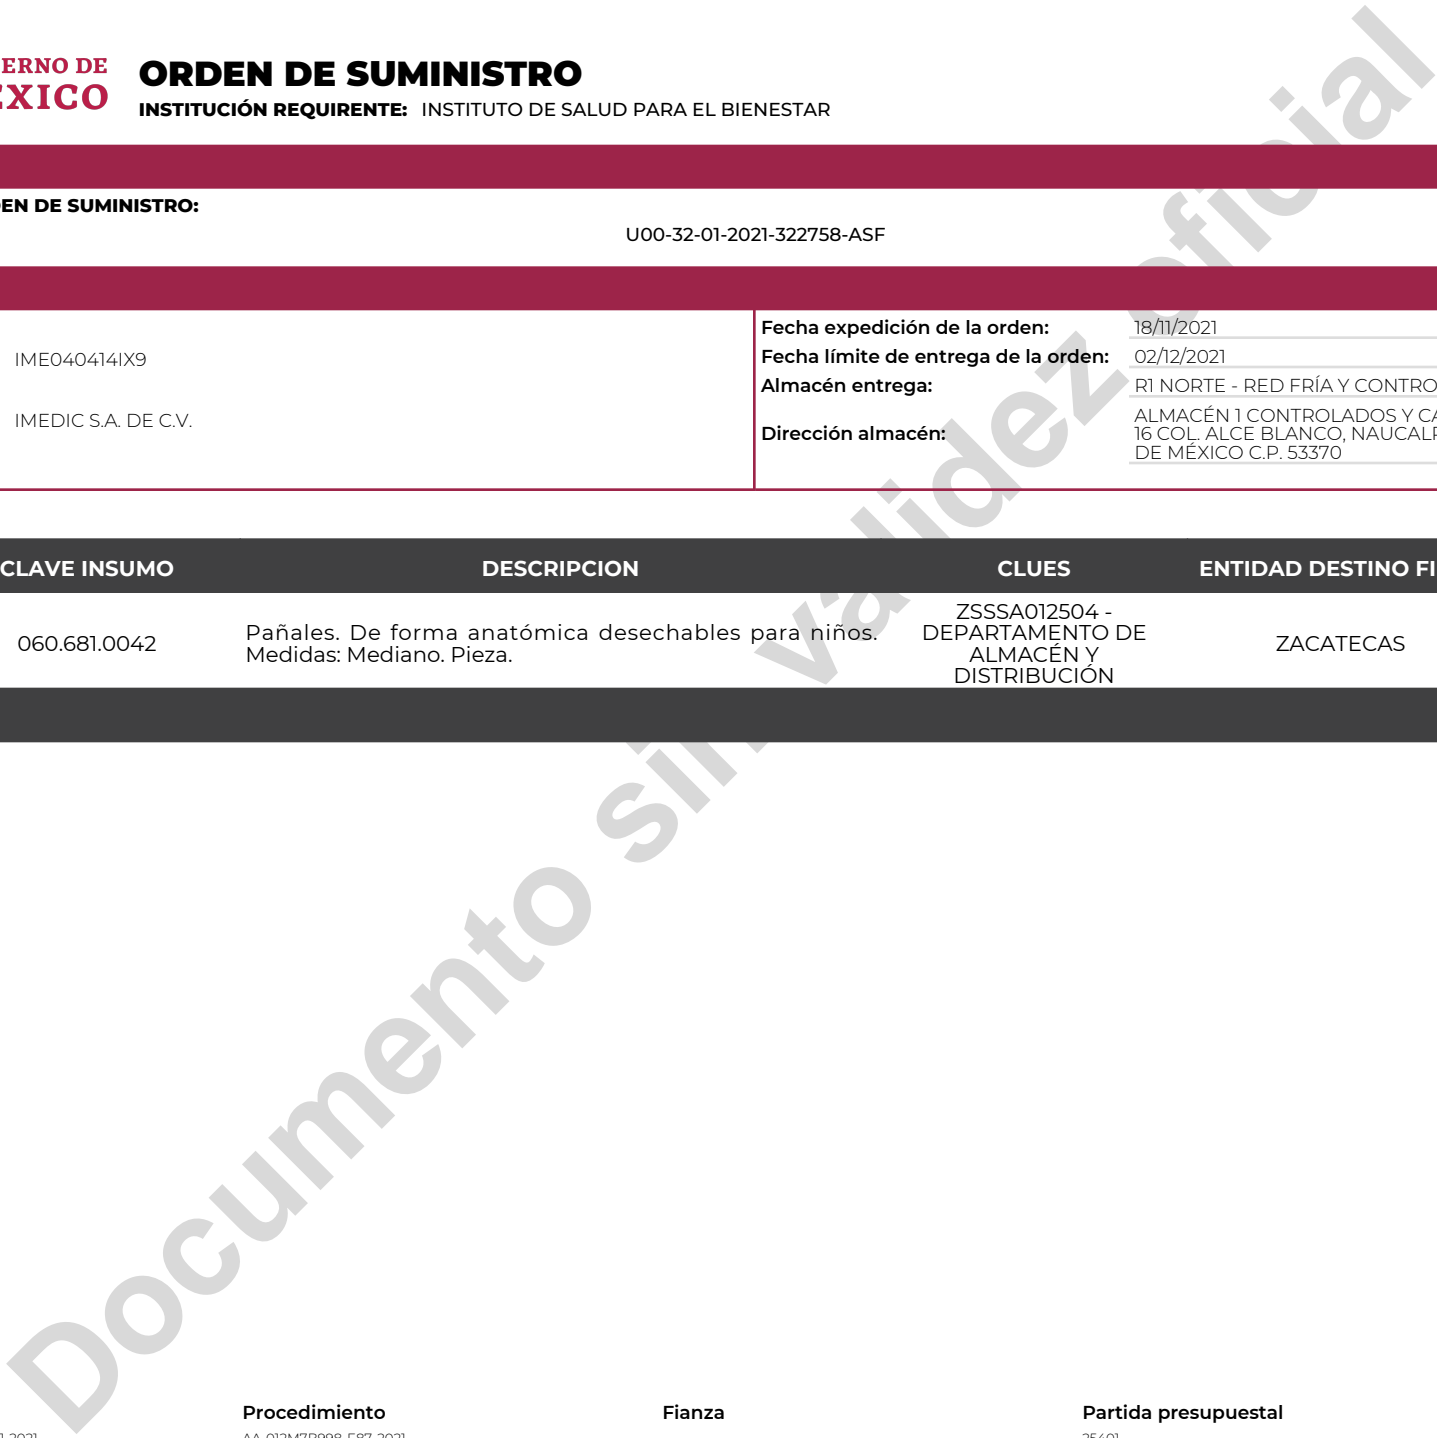 ERNO DE
ÉXICO
ORDEN DE SUMINISTRO
INSTITUCIÓN REQUIRENTE: INSTITUTO DE SALUD PARA EL BIENESTAR
EN DE SUMINISTRO:
U00-32-01-2021-322758-ASF
IME040414IX9
IMEDIC S.A. DE C.V.
Fecha expedición de la orden: 18/11/2021
Fecha límite de entrega de la orden: 02/12/2021
Almacén entrega: R1 NORTE - RED FRÍA Y CONTRO
Dirección almacén: ALMACÉN 1 CONTROLADOS Y CA
16 COL. ALCE BLANCO, NAUCALP
DE MÉXICO C.P. 53370
CLAVE INSUMO DESCRIPCION CLUES ENTIDAD DESTINO FI
060.681.0042
Pañales. De forma anatómica desechables para niños.
Medidas: Mediano. Pieza.
ZSSSA012504 -
DEPARTAMENTO DE
ALMACÉN Y
DISTRIBUCIÓN
ZACATECAS
Documento sin validez oficial
Procedimiento Fianza Partida presupuestal